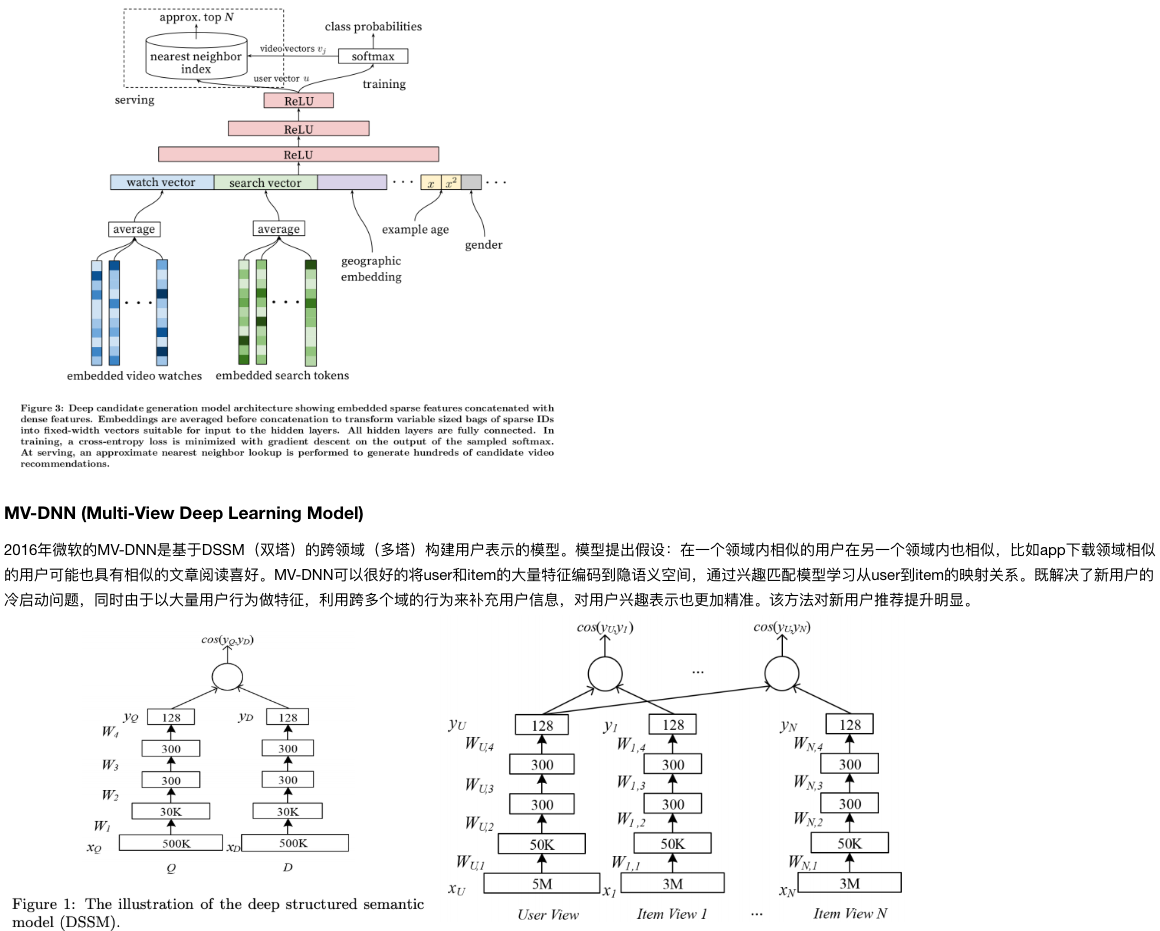 approx. top N
class probabilities
nearest neighbor
index
video vectors v_j
softmax
user vector u
training
serving
ReLU
ReLU
ReLU
watch vector
search vector
...
x
x²
...
average
average
example age
gender
geographic
embedding
...
...
embedded video watches
embedded search tokens
Figure 3: Deep candidate generation model architecture showing embedded sparse features concatenated with
dense features. Embeddings are averaged before concatenation to transform variable sized bags of sparse IDs
into fixed-width vectors suitable for input to the hidden layers. All hidden layers are fully connected. In
training, a cross-entropy loss is minimized with gradient descent on the output of the sampled softmax.
At serving, an approximate nearest neighbor lookup is performed to generate hundreds of candidate video
recommendations.
MV-DNN (Multi-View Deep Learning Model)
2016年微软的MV-DNN是基于DSSM（双塔）的跨领域（多塔）构建用户表示的模型。模型提出假设：在一个领域内相似的用户在另一个领域内也相似，比如app下载领域相似
的用户可能也具有相似的文章阅读喜好。MV-DNN可以很好的将user和item的大量特征编码到隐语义空间，通过兴趣匹配模型学习从user到item的映射关系。既解决了新用户的
冷启动问题，同时由于以大量用户行为做特征，利用跨多个域的行为来补充用户信息，对用户兴趣表示也更加精准。该方法对新用户推荐提升明显。
cos(y_Q,y_D)
y_Q 128 y_D 128
W_4
300 300
W_3
300 300
W_2
30K 30K
W_1
x_Q 500K x_D 500K
Q D
Figure 1: The illustration of the deep structured semantic
model (DSSM).
cos(y_U,y_1) cos(y_U,y_N)
...
y_U 128 y_1 128 y_N 128
W_U,4 W_1,4 W_N,4
300 300 300
W_U,3 W_1,3 W_N,3
300 300 300
W_U,2 W_1,2 W_N,2
50K 50K 50K
W_U,1 W_1,1 W_N,1
x_U 5M x_1 3M x_N 3M
User View Item View 1 ... Item View N